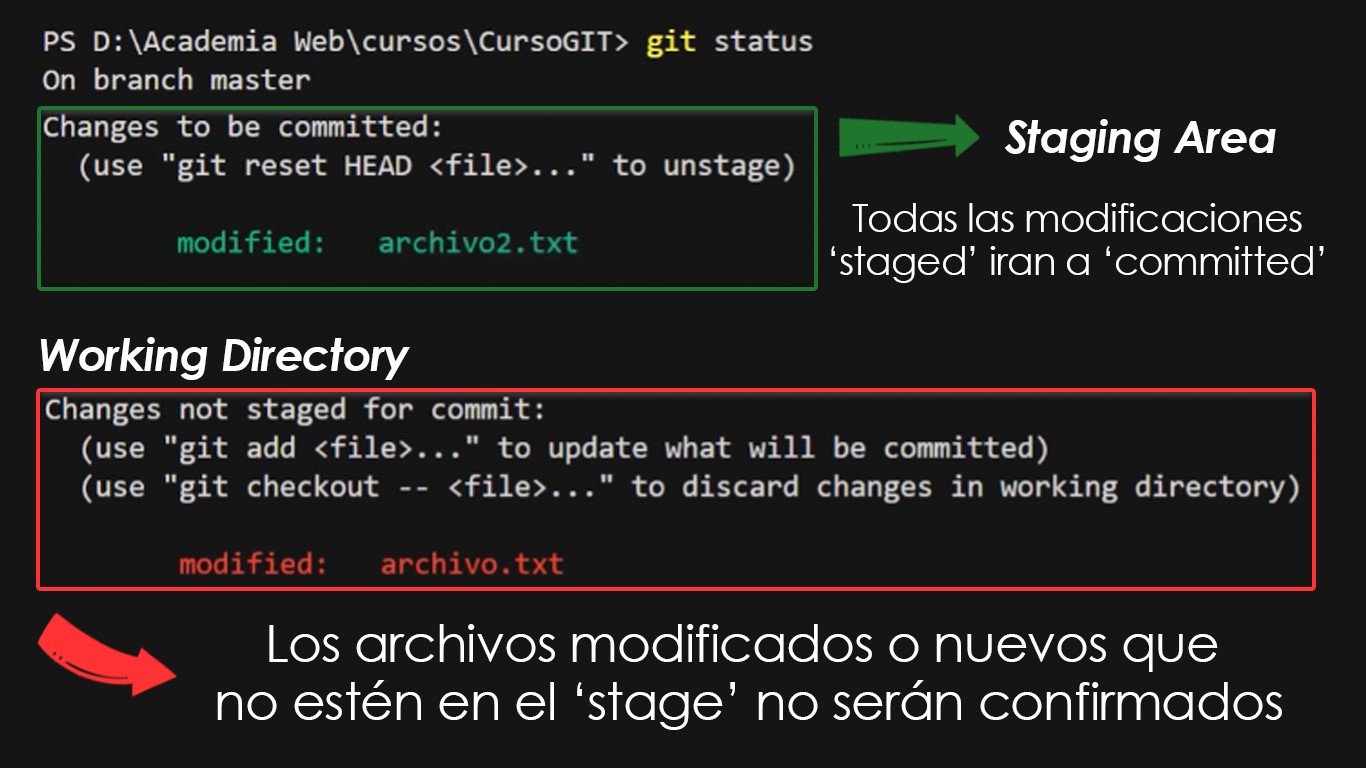 PS D:\Academia Web\cursos\CursoGIT> git status
On branch master
Changes to be committed:
(use "git reset HEAD <file>..." to unstage)
modified: archivo2.txt
Staging Area
Todas las modificaciones
‘staged’ iran a ‘committed’
Working Directory
Changes not staged for commit:
(use "git add <file>..." to update what will be committed)
(use "git checkout -- <file>..." to discard changes in working directory)
modified: archivo.txt
Los archivos modificados o nuevos que
no estén en el ‘stage’ no serán confirmados